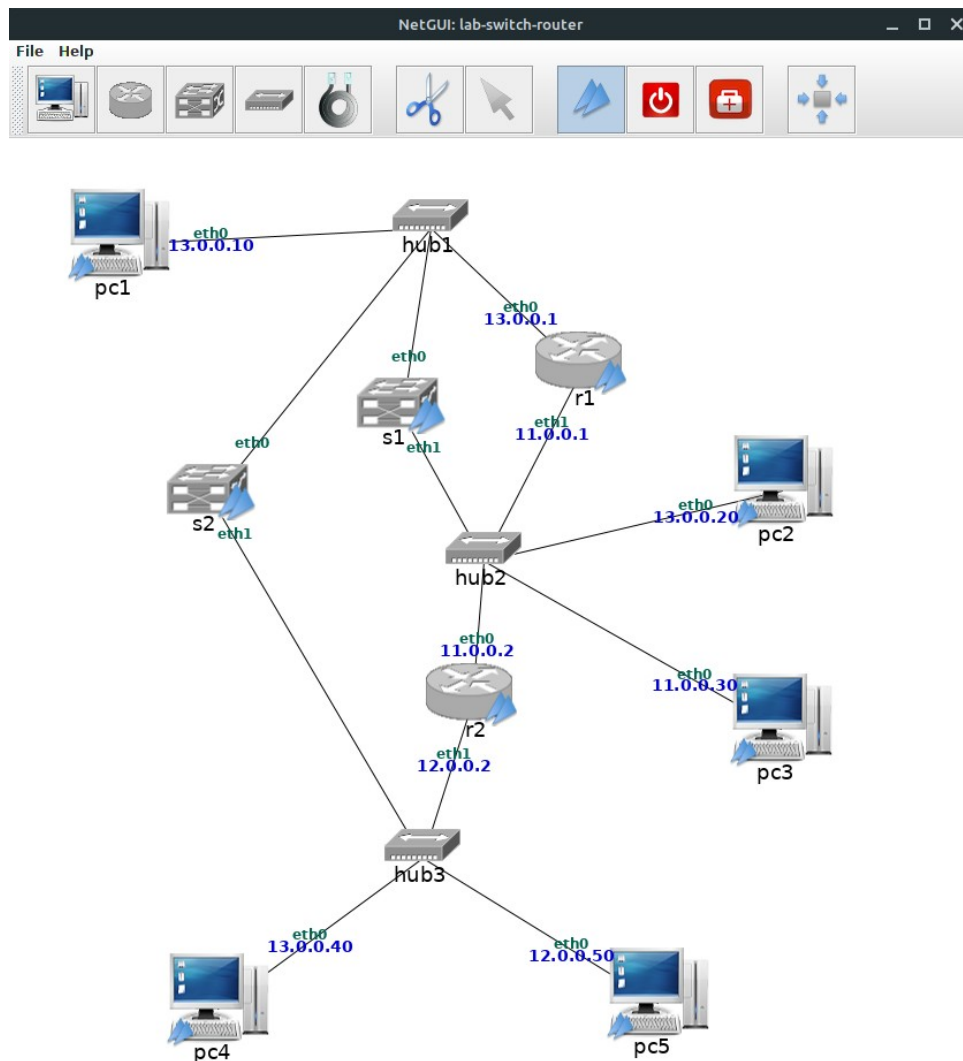 NetGUI: lab-switch-router
File Help
eth0
13.0.0.10
pc1
hub1
eth0
13.0.0.1
r1
eth1
11.0.0.1
eth0
s1
eth1
eth0
s2
eth1
eth0
13.0.0.20
pc2
hub2
eth0
11.0.0.2
r2
eth1
12.0.0.2
eth0
11.0.0.30
pc3
hub3
eth0
13.0.0.40
pc4
eth0
12.0.0.50
pc5